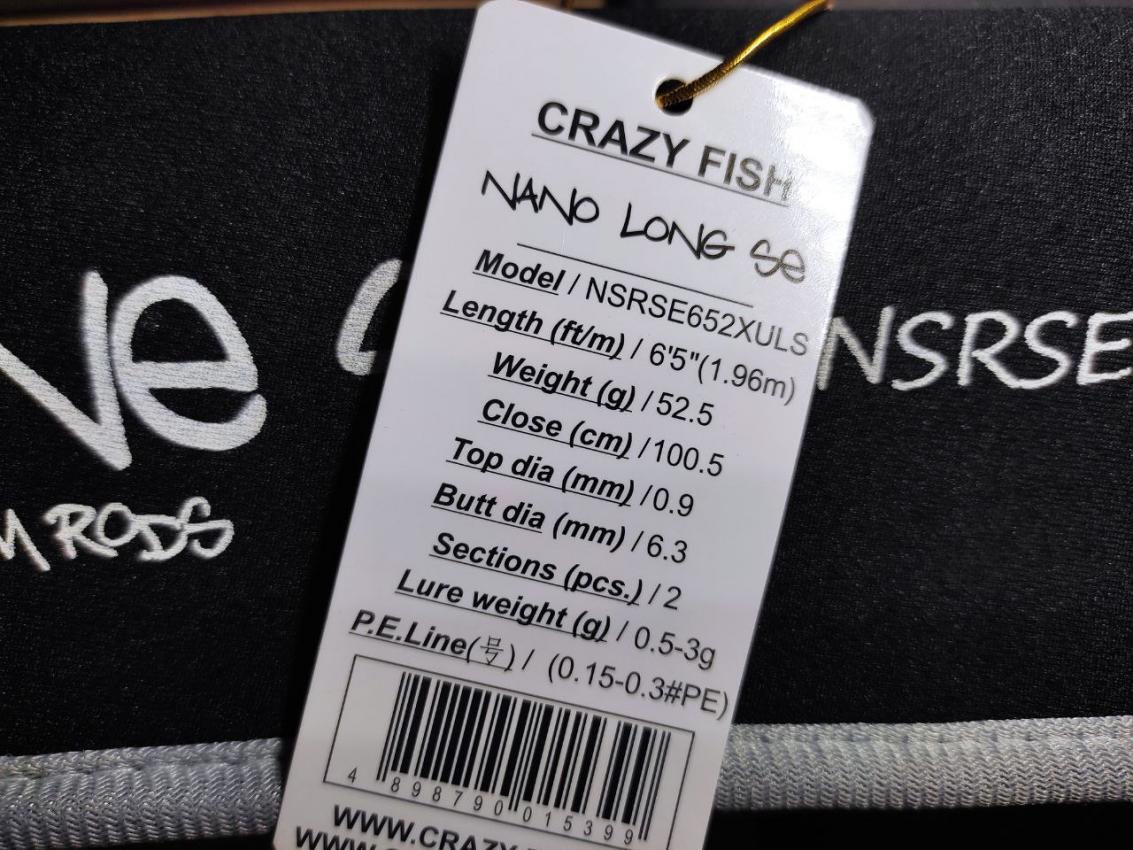 CRAZY FISH
NANO LONG SE
Model / NSRSE652XULS
Length (ft/m) / 6'5"(1.96m)
Weight (g) / 52.5
Close (cm) / 100.5
Top dia (mm) / 0.9
Butt dia (mm) / 6.3
Sections (pcs.) / 2
Lure weight (g) / 0.5-3g
P.E.Line(号) / (0.15-0.3#PE)
4 898790 015399
WWW.CRAZY
NSRSE
RODS